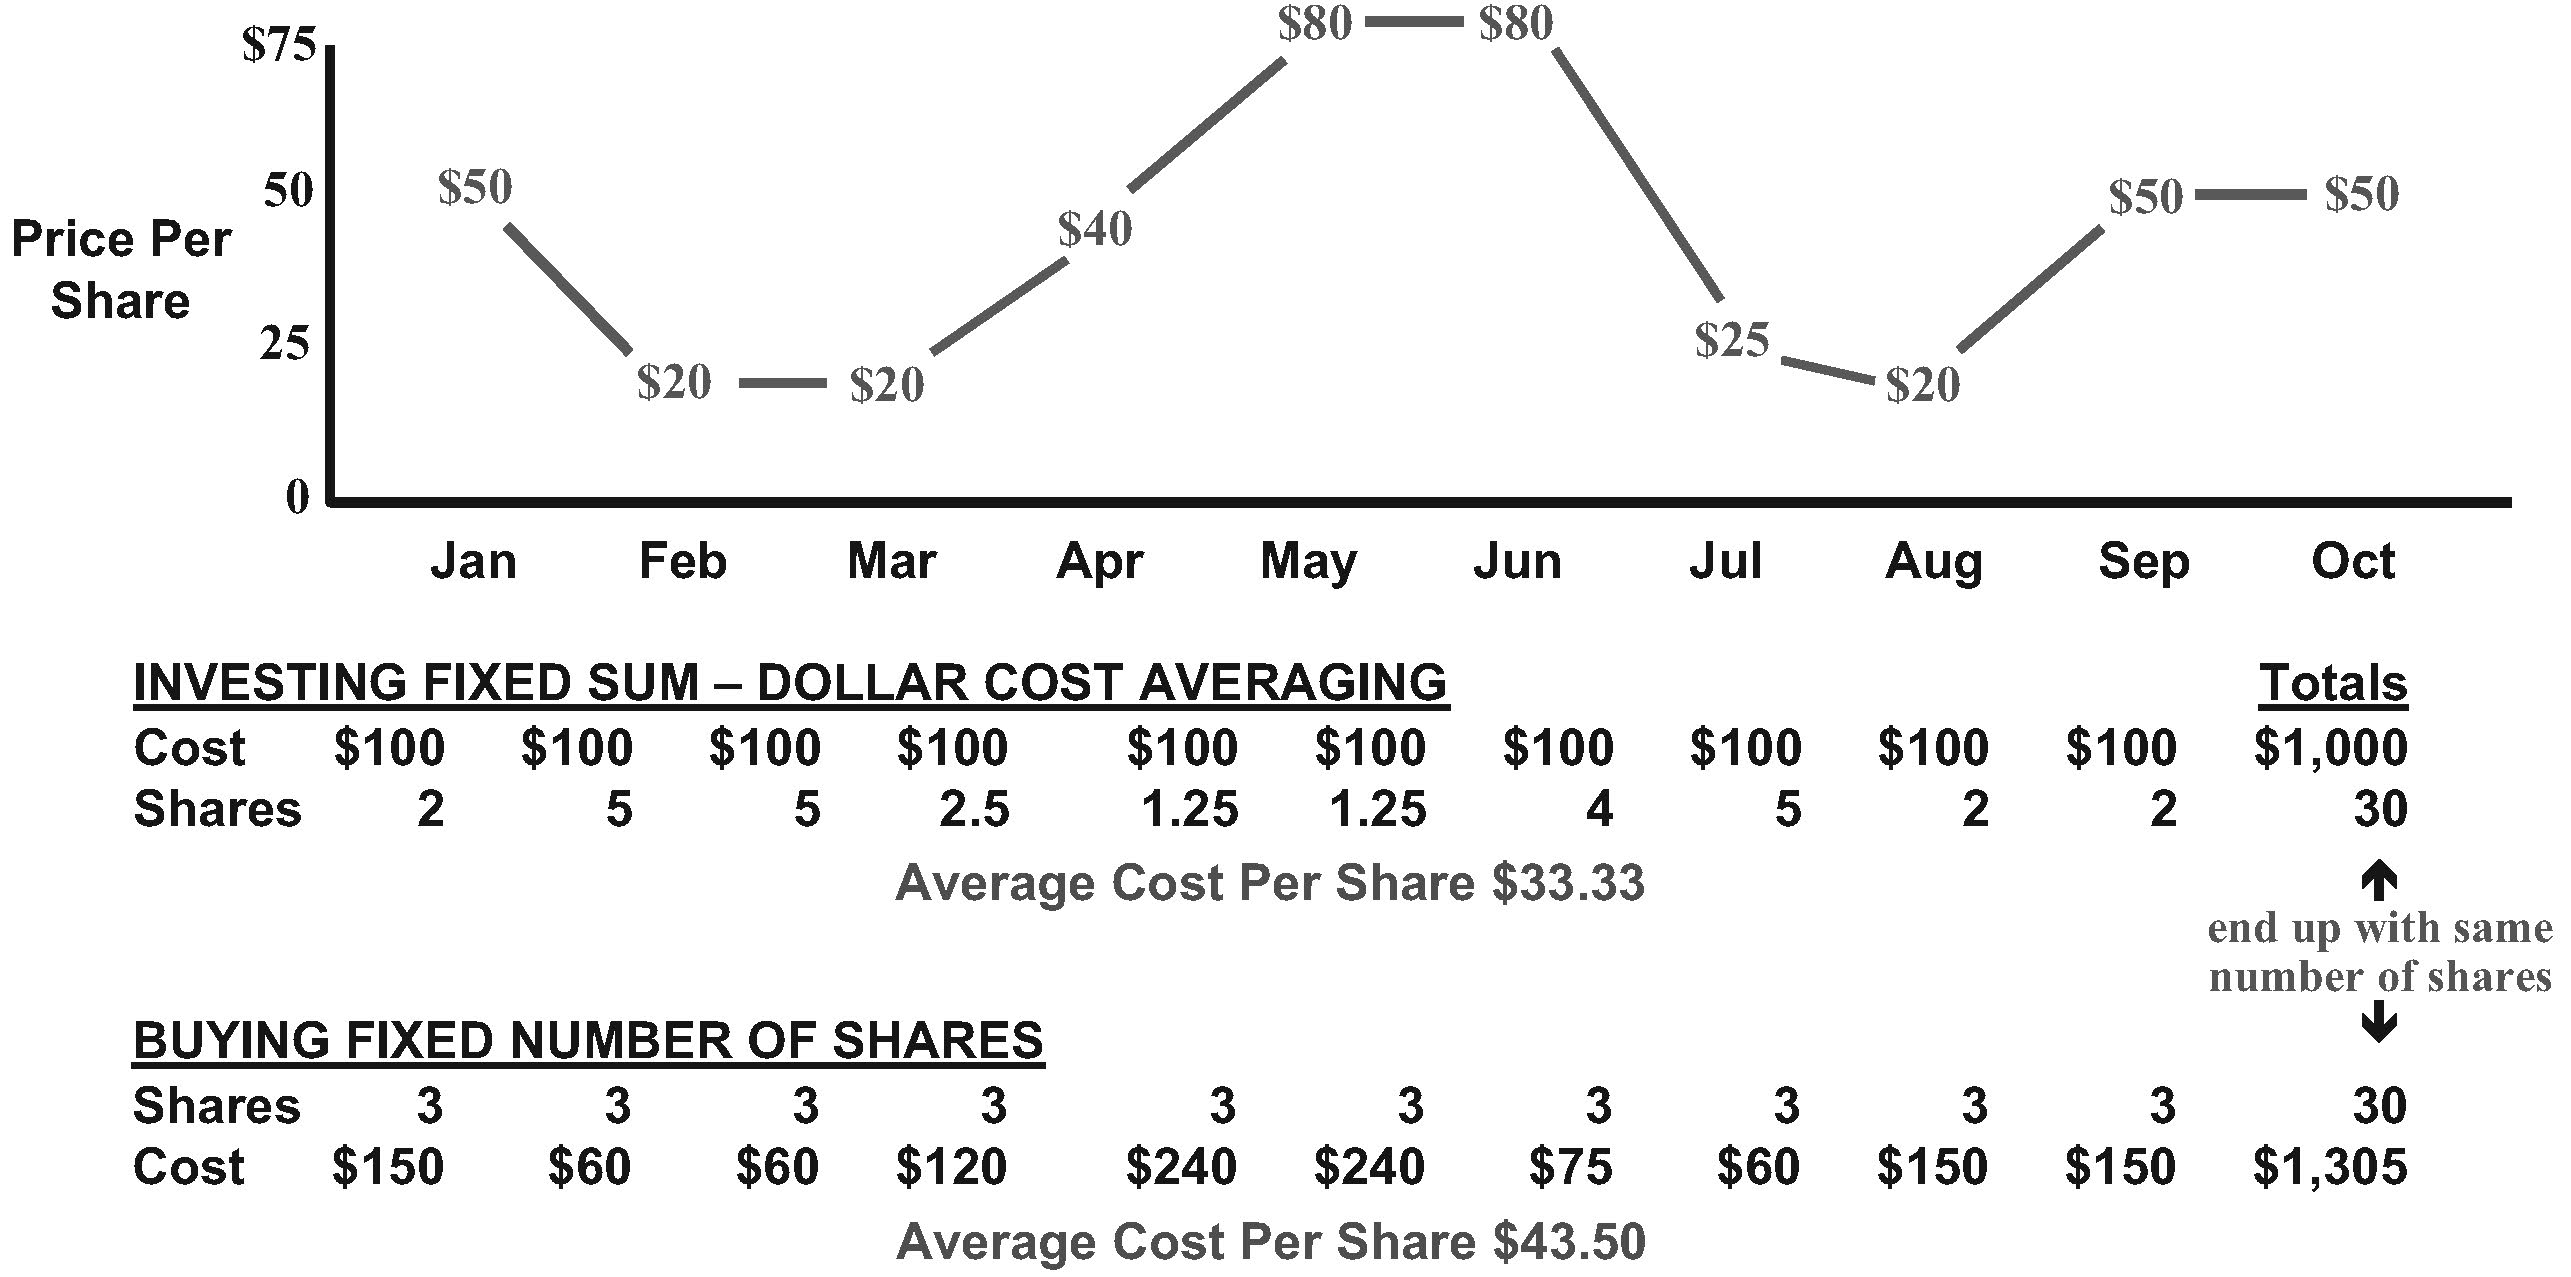 $80 $80
$75
$50 50 $50 $50
Price Per
Share
$40
25 $25
$20 $20 $20
0
Jan Feb Mar Apr May Jun Jul Aug Sep Oct
INVESTING FIXED SUM – DOLLAR COST AVERAGING Totals
Cost $100 $100 $100 $100 $100 $100 $100 $100 $100 $100 $1,000
Shares 2 5 5 2.5 1.25 1.25 4 5 2 2 30
Average Cost Per Share $33.33
end up with same
number of shares
BUYING FIXED NUMBER OF SHARES
Shares 3 3 3 3 3 3 3 3 3 3 30
Cost $150 $60 $60 $120 $240 $240 $75 $60 $150 $150 $1,305
Average Cost Per Share $43.50